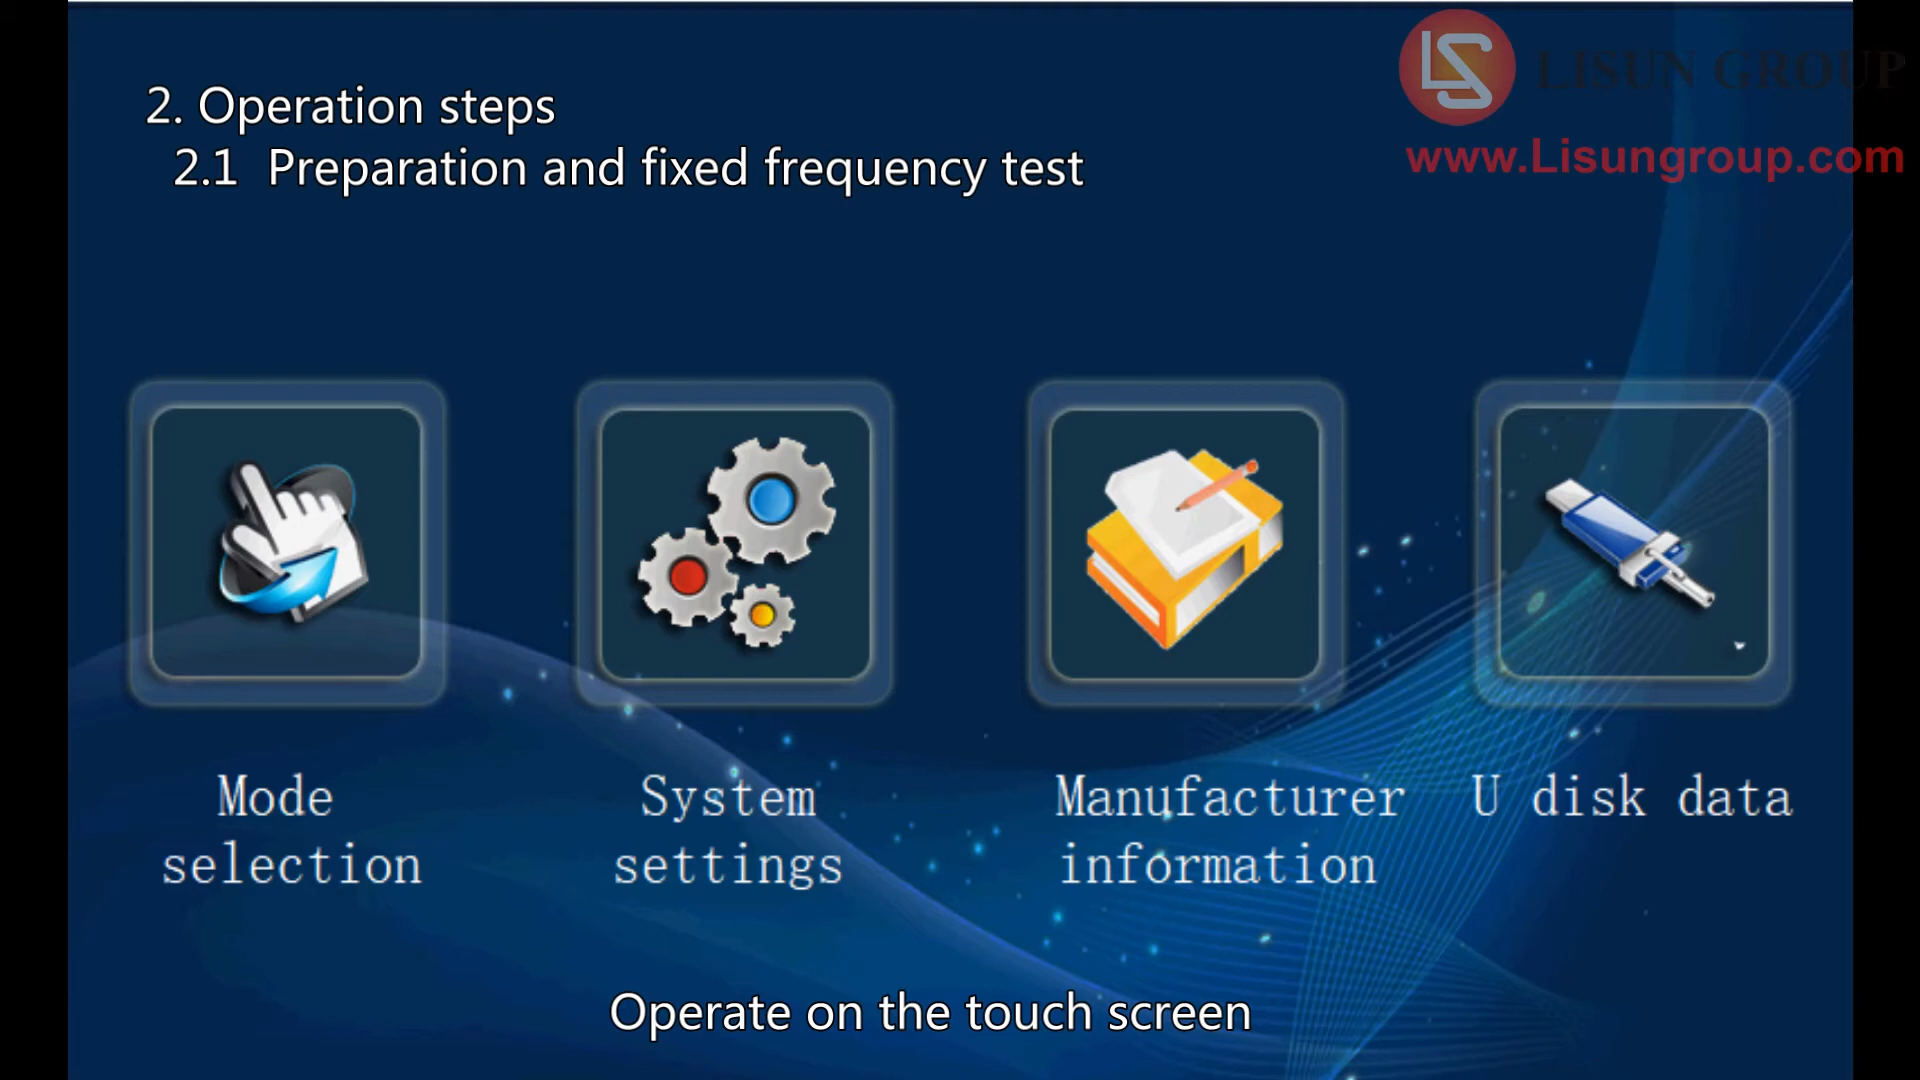 LS LISUN GROUP
www.Lisungroup.com
2. Operation steps
2.1 Preparation and fixed frequency test
Mode selection
System settings
Manufacturer information
U disk data
Operate on the touch screen